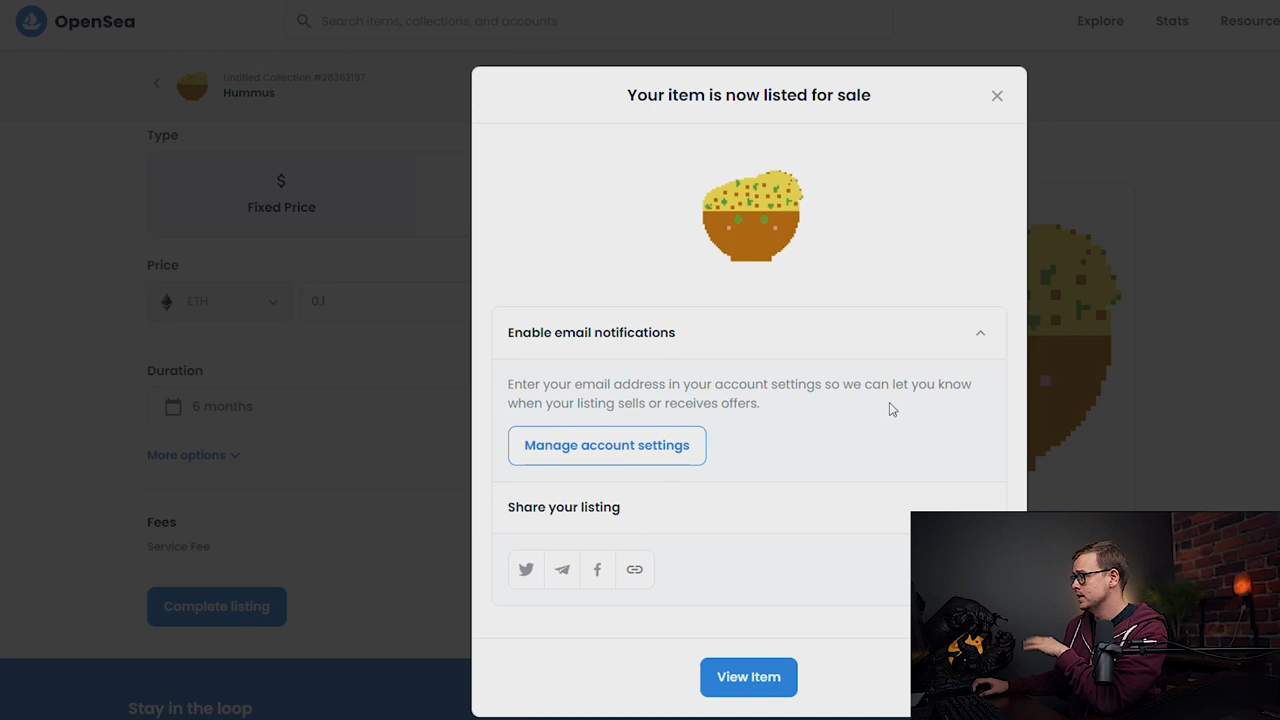 OpenSea
Search items, collections, and accounts
Explore
Stats
Resource
Untitled Collection #28352197
Hummus
Type
$
Fixed Price
Price
ETH
0.1
Duration
6 months
More options
Fees
Service Fee
Complete listing
Stay in the loop
Your item is now listed for sale
Enable email notifications
Enter your email address in your account settings so we can let you know
when your listing sells or receives offers.
Manage account settings
Share your listing
View Item